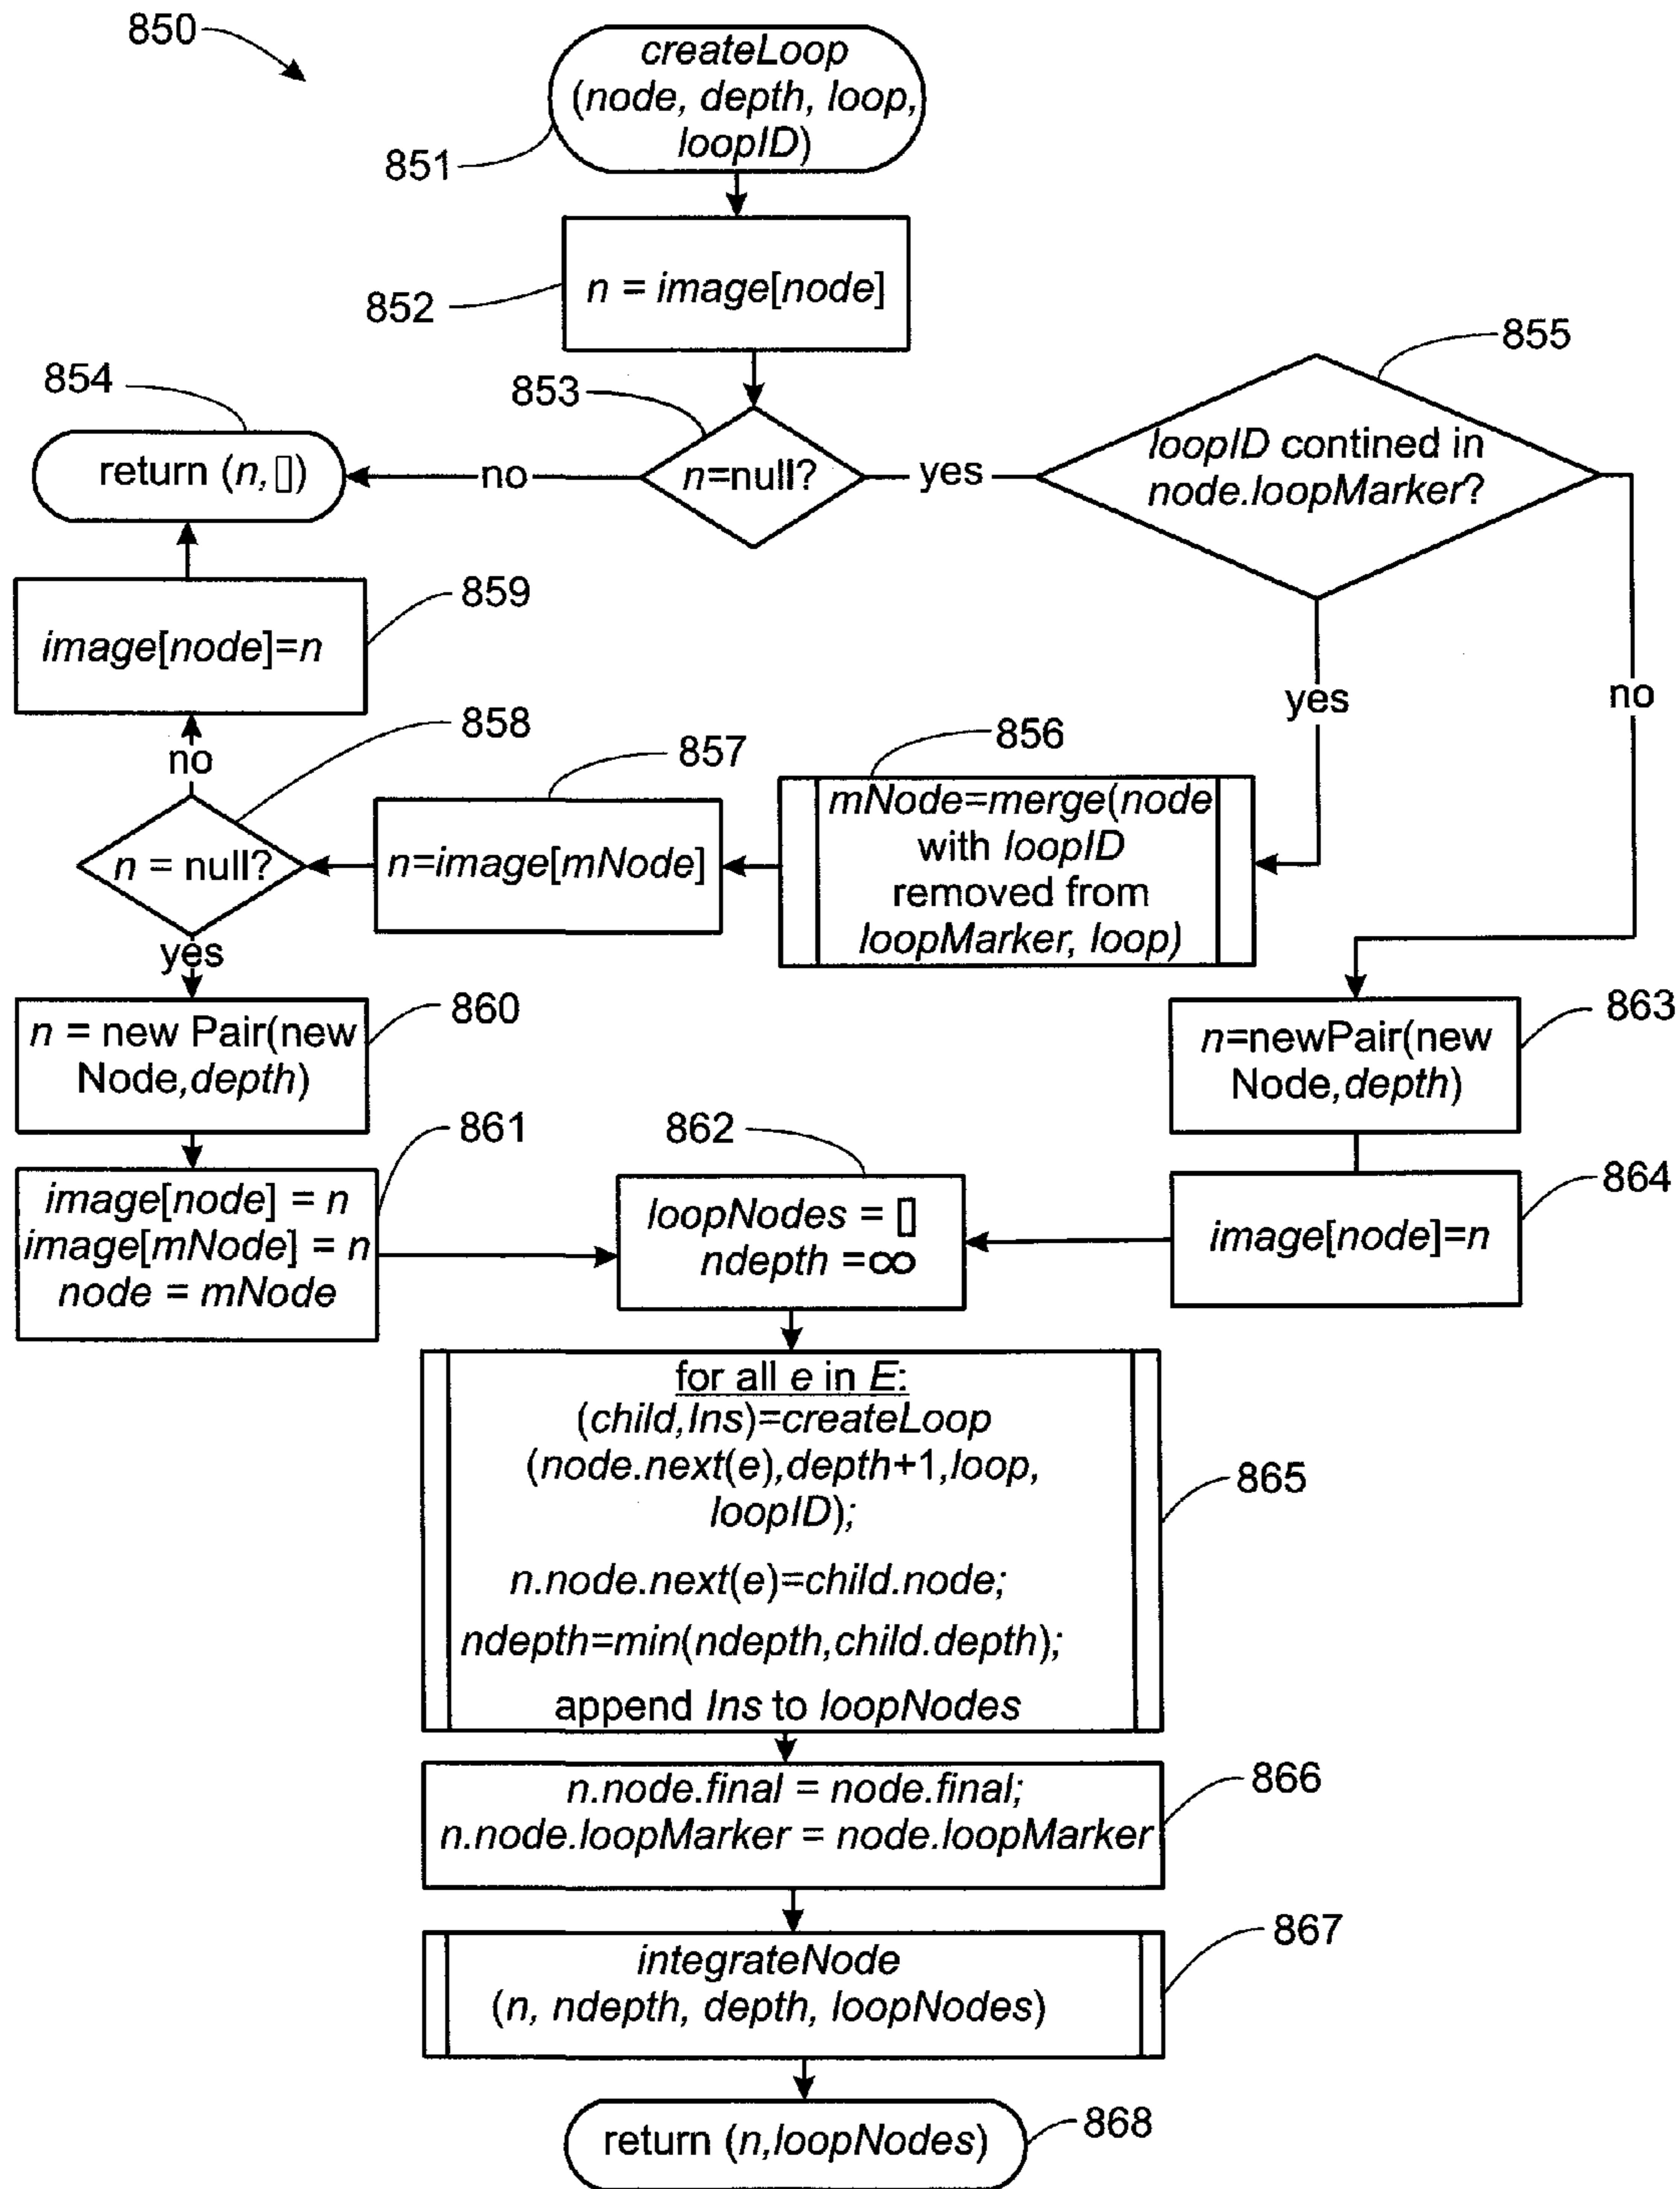 850
createLoop
(node, depth, loop,
loopID)
851
n = image[node]
852
853
n=null?
no
yes
854
return (n, [])
855
loopID contined in
node.loopMarker?
yes
no
859
image[node]=n
no
858
n = null?
yes
857
n=image[mNode]
856
mNode=merge(node
with loopID
removed from
loopMarker, loop)
860
n = new Pair(new
Node,depth)
863
n=newPair(new
Node,depth)
861
image[node] = n
image[mNode] = n
node = mNode
862
loopNodes = []
ndepth =∞
864
image[node]=n
for all e in E:
(child,lns)=createLoop
(node.next(e),depth+1,loop,
loopID);
n.node.next(e)=child.node;
ndepth=min(ndepth,child.depth);
append lns to loopNodes
865
n.node.final = node.final;
n.node.loopMarker = node.loopMarker
866
integrateNode
(n, ndepth, depth, loopNodes)
867
return (n,loopNodes)
868